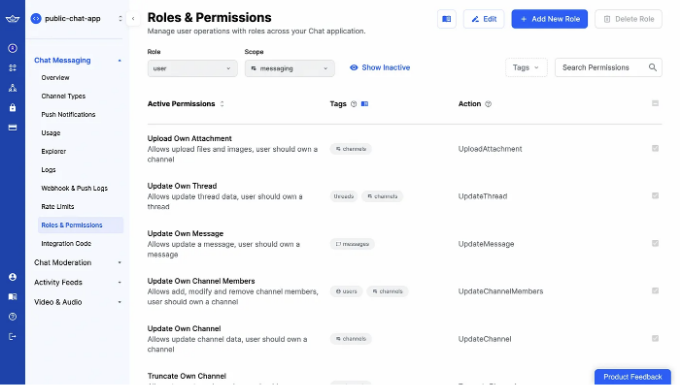 public-chat-app
Chat Messaging
Overview
Channel Types
Push Notifications
Usage
Explorer
Logs
Webhook & Push Logs
Rate Limits
Roles & Permissions
Integration Code
Chat Moderation
Activity Feeds
Video & Audio
Roles & Permissions
Manage user operations with roles across your Chat application.
Edit
+ Add New Role
Delete Role
Role
Scope
user
messaging
Show Inactive
Tags
Search Permissions
Active Permissions
Tags
Action
Upload Own Attachment
Allows upload files and images, user should own a
channel
channels
UploadAttachment
Update Own Thread
Allows update thread data, user should own a
thread
threads
channels
UpdateThread
Update Own Message
Allows update a message, user should own a
message
messages
UpdateMessage
Update Own Channel Members
Allows add, modify and remove channel members,
user should own a channel
users
channels
UpdateChannelMembers
Update Own Channel
Allows update channel data, user should own a
channel
channels
UpdateChannel
Truncate Own Channel
Product Feedback